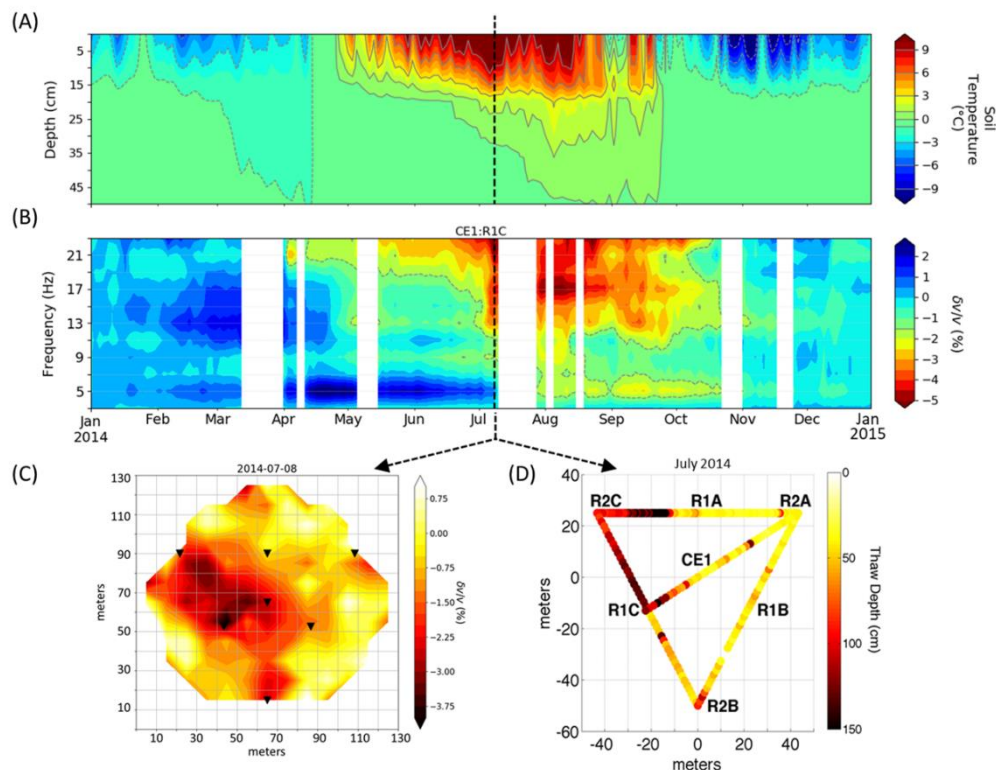 (A)
5
15
25
35
45
Depth (cm)
9
6
3
0
−3
−6
−9
Soil
Temperature
(°C)
(B)
CE1:R1C
21
17
13
9
5
Frequency (Hz)
2
1
0
−1
−2
−3
−4
−5
δv/v (%)
Jan
2014
Feb
Mar
Apr
May
Jun
Jul
Aug
Sep
Oct
Nov
Dec
Jan
2015
(C)
2014-07-08
130
110
90
70
50
30
10
meters
10 30 50 70 90 110 130
meters
0.75
0.00
−0.75
−1.50
−2.25
−3.00
−3.75
δv/v (%)
(D)
July 2014
40
20
0
-20
-40
-60
meters
R2C
R1A
R2A
CE1
R1C
R1B
R2B
-40 -20 0 20 40
meters
0
50
100
150
Thaw Depth (cm)